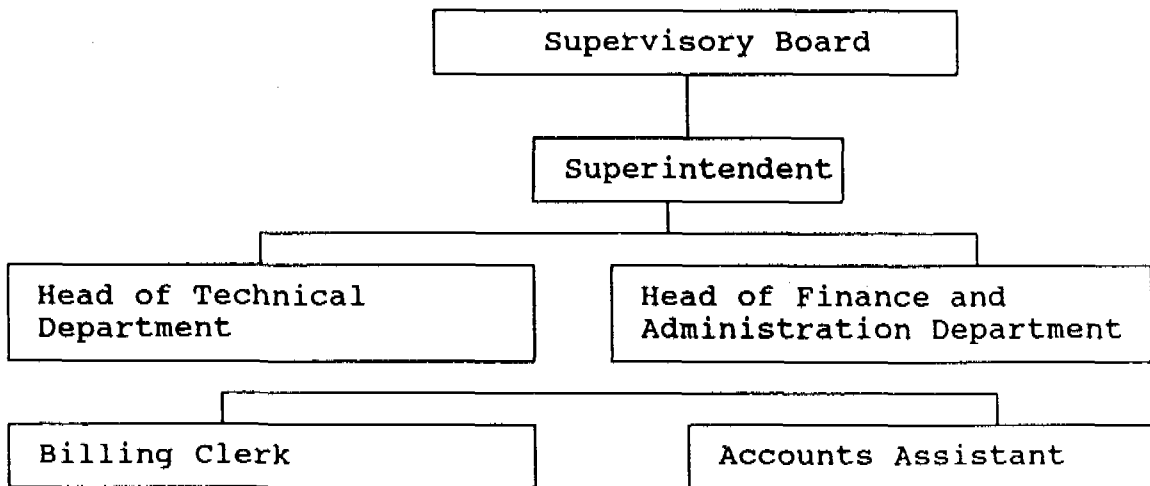 Supervisory Board
Superintendent
Head of Technical
Department
Head of Finance and
Administration Department
Billing Clerk
Accounts Assistant